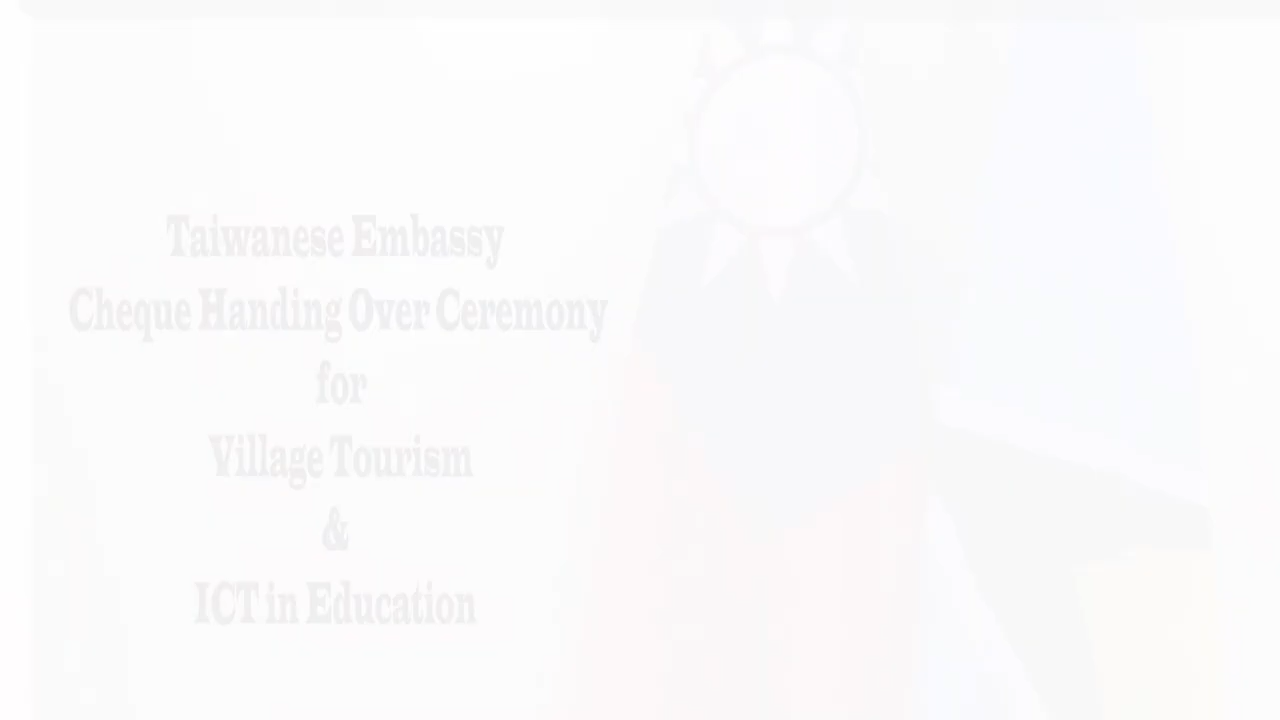 Taiwanese Embassy
Cheque Handing Over Ceremony
for
Village Tourism
&
ICT in Education